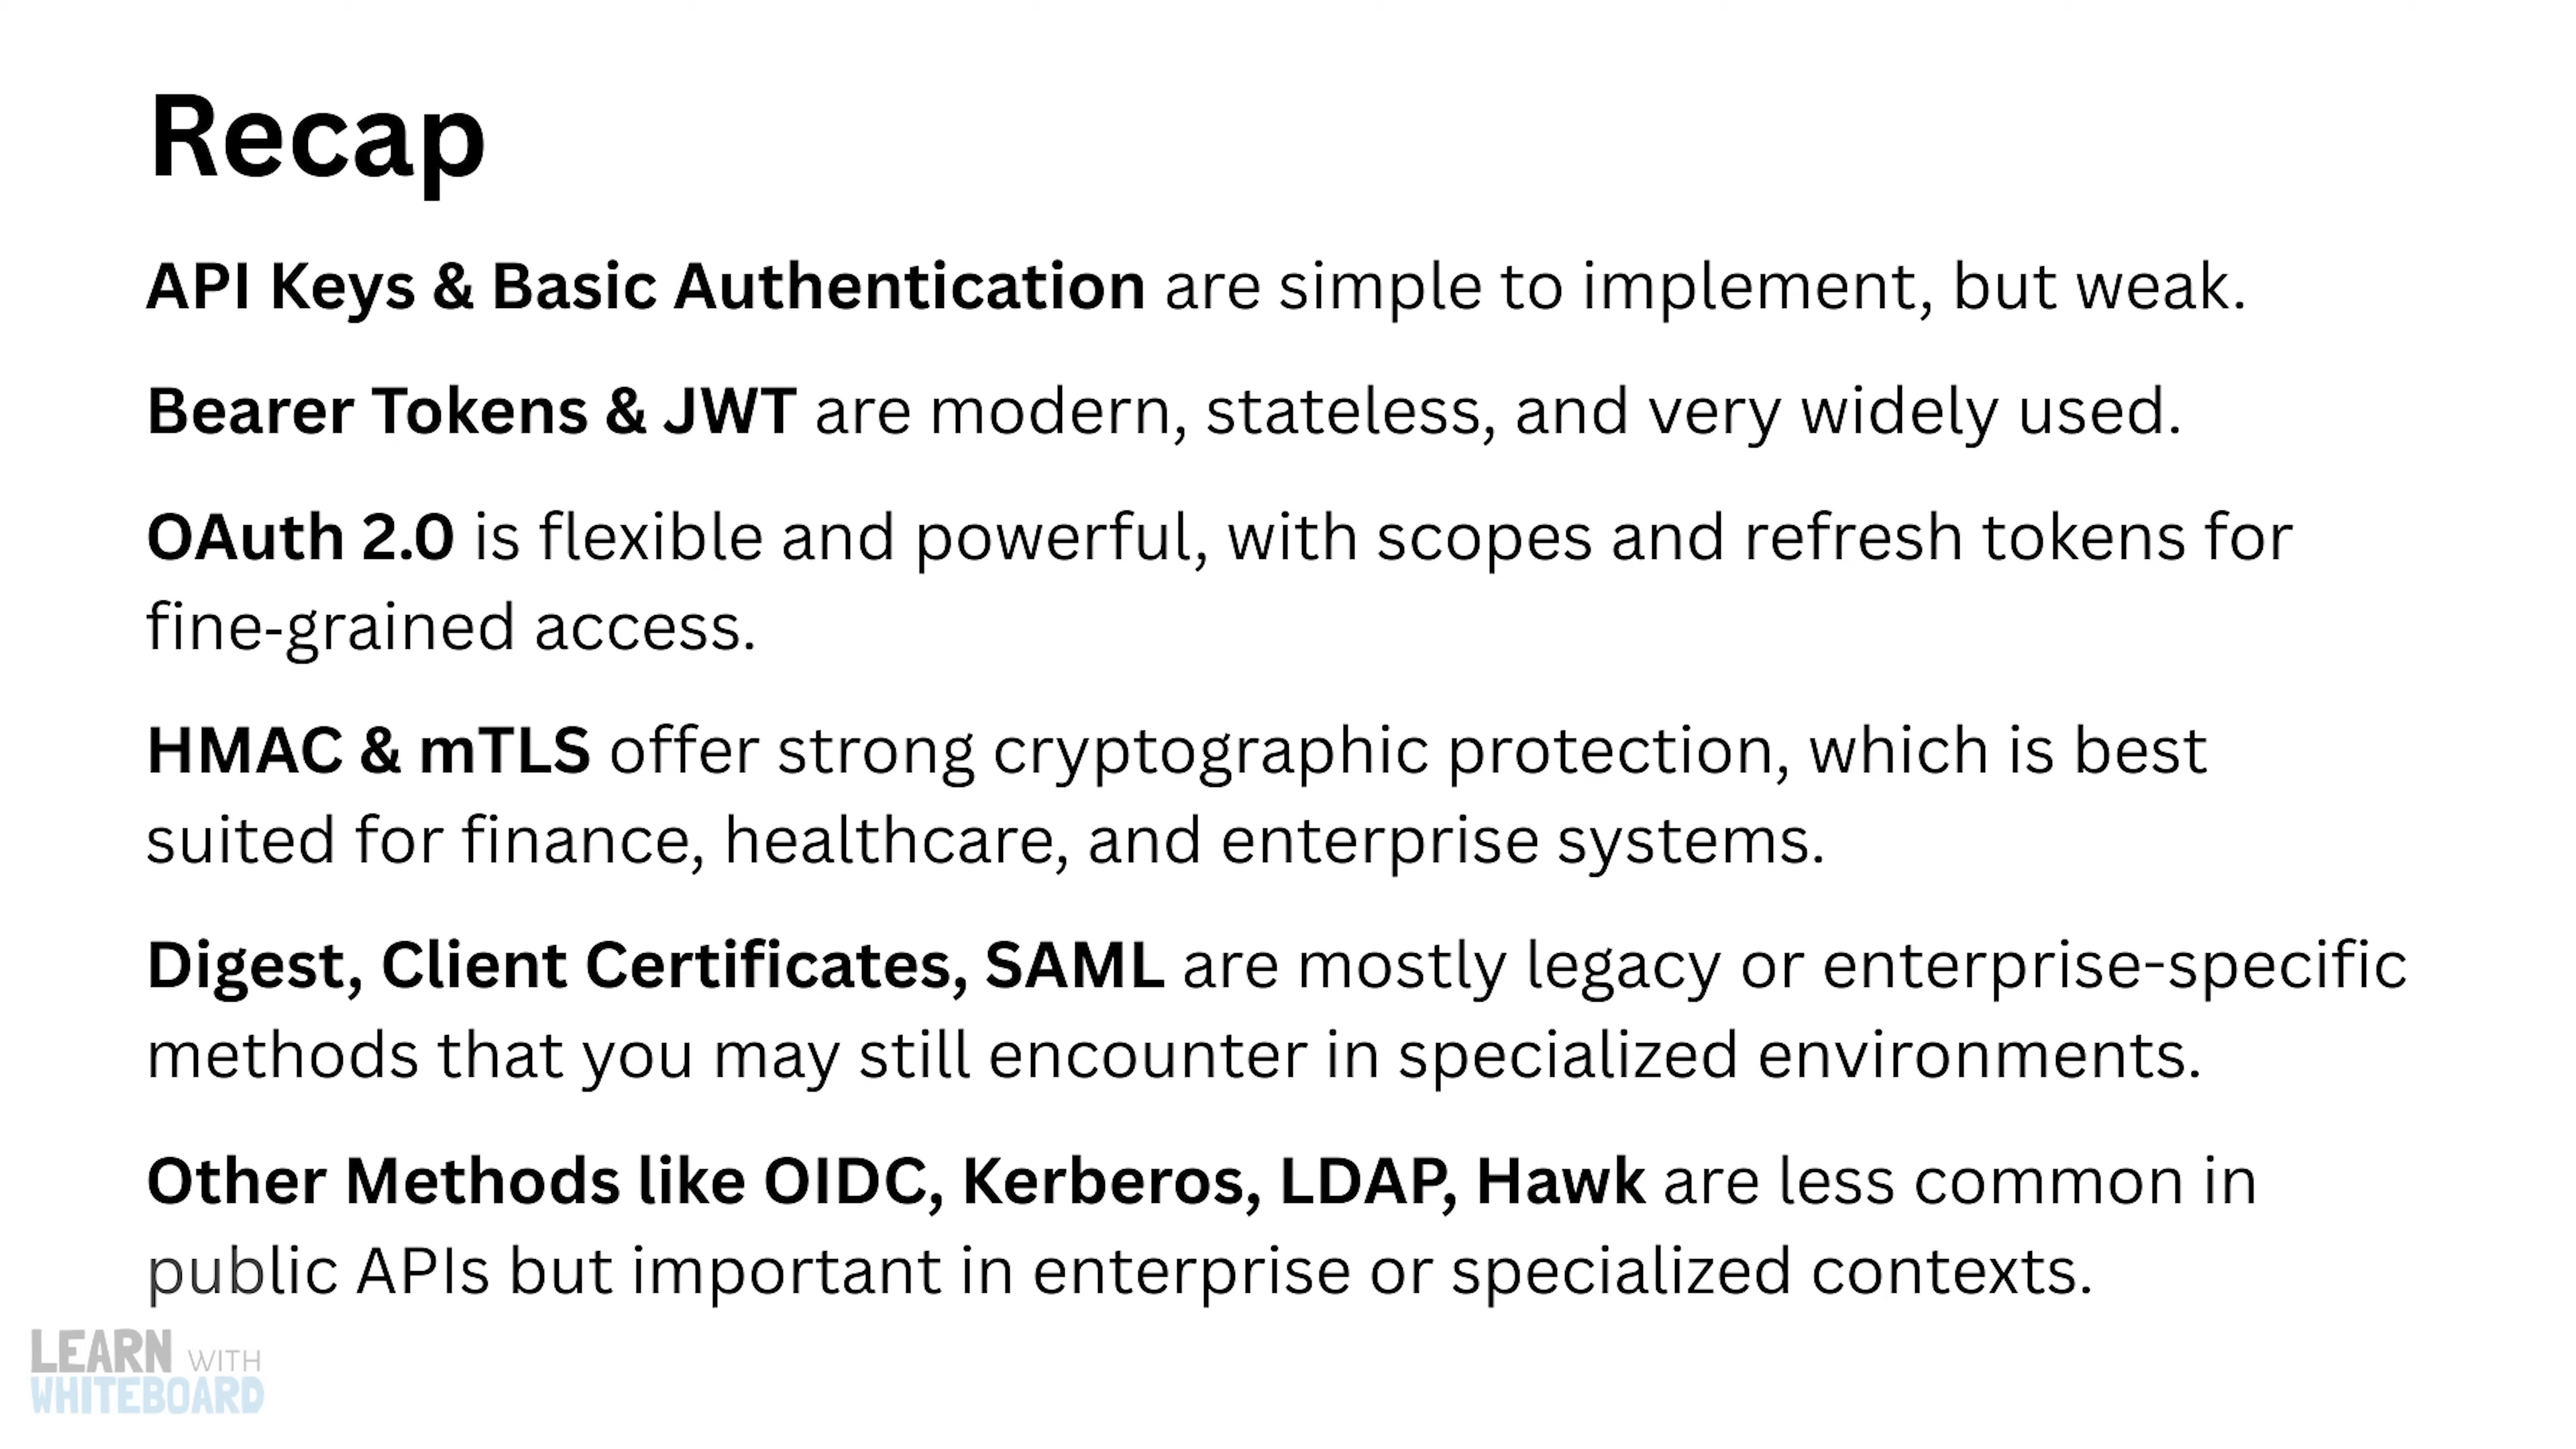 Recap
API Keys & Basic Authentication are simple to implement, but weak.
Bearer Tokens & JWT are modern, stateless, and very widely used.
OAuth 2.0 is flexible and powerful, with scopes and refresh tokens for
fine-grained access.
HMAC & mTLS offer strong cryptographic protection, which is best
suited for finance, healthcare, and enterprise systems.
Digest, Client Certificates, SAML are mostly legacy or enterprise-specific
methods that you may still encounter in specialized environments.
Other Methods like OIDC, Kerberos, LDAP, Hawk are less common in
public APIs but important in enterprise or specialized contexts.
LEARN WITH
WHITEBOARD